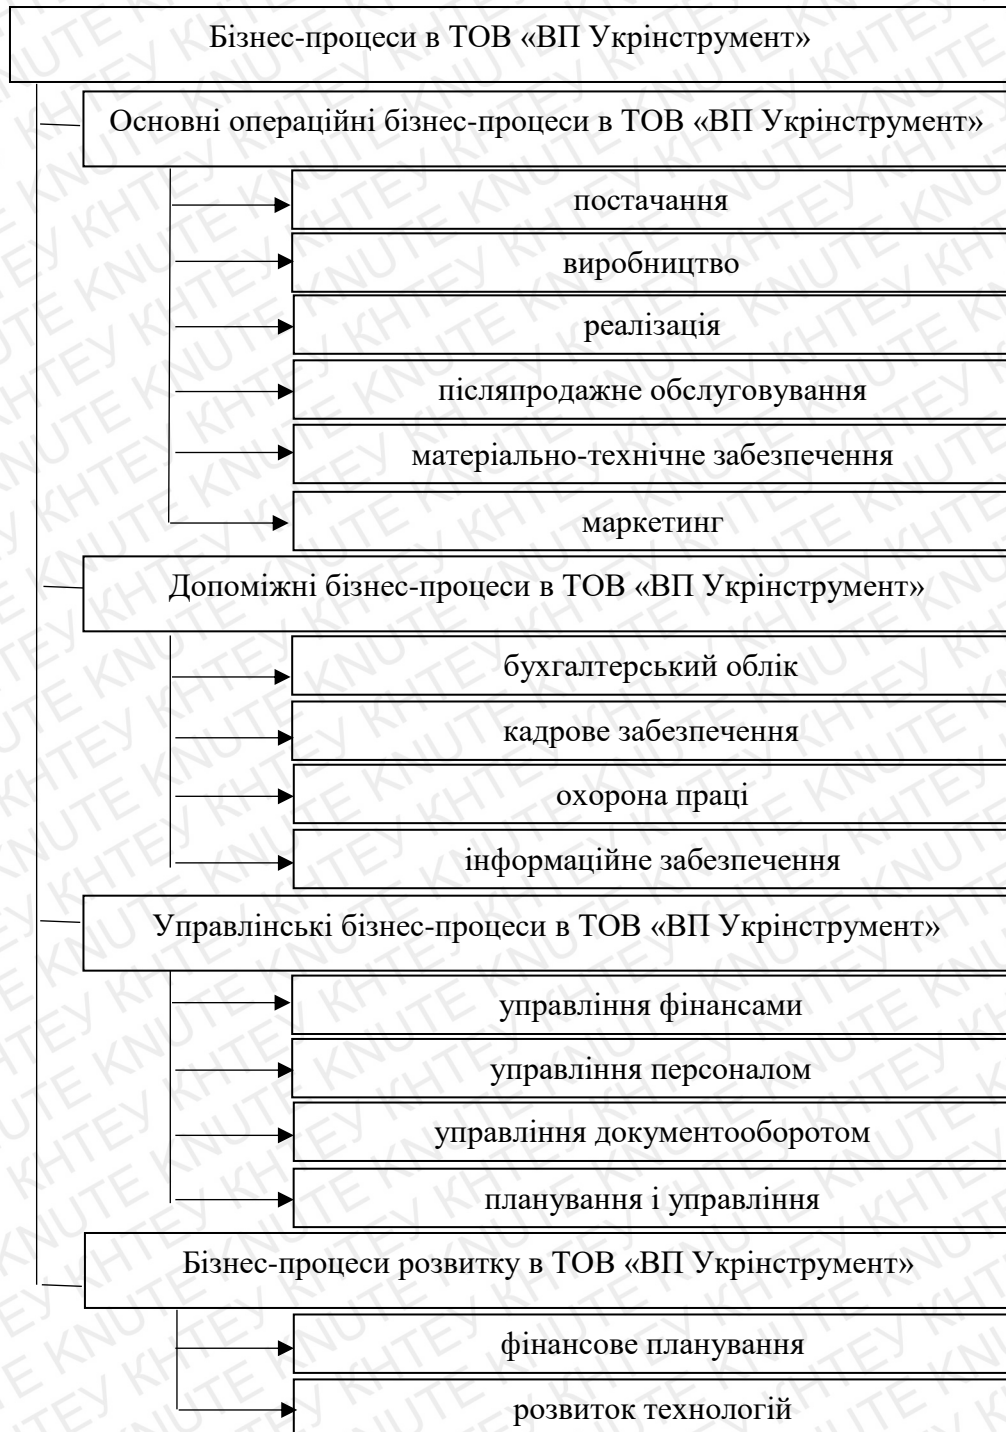 Бізнес-процеси в ТОВ «ВП Укрінструмент»
Основні операційні бізнес-процеси в ТОВ «ВП Укрінструмент»
постачання
виробництво
реалізація
післяпродажне обслуговування
матеріально-технічне забезпечення
маркетинг
Допоміжні бізнес-процеси в ТОВ «ВП Укрінструмент»
бухгалтерський облік
кадрове забезпечення
охорона праці
інформаційне забезпечення
Управлінські бізнес-процеси в ТОВ «ВП Укрінструмент»
управління фінансами
управління персоналом
управління документооборотом
планування і управління
Бізнес-процеси розвитку в ТОВ «ВП Укрінструмент»
фінансове планування
розвиток технологій